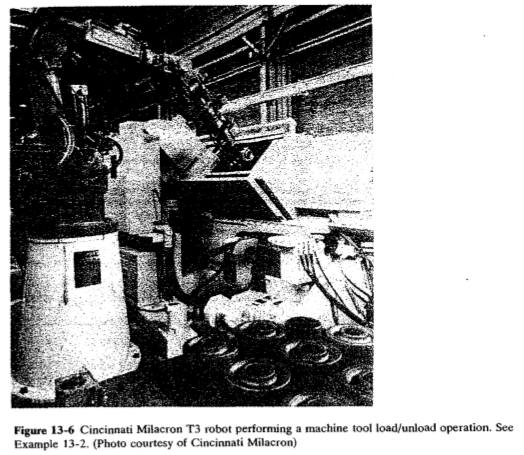 Figure 13-6 Cincinnati Milacron T3 robot performing a machine tool load/unload operation. See
Example 13-2. (Photo courtesy of Cincinnati Milacron)